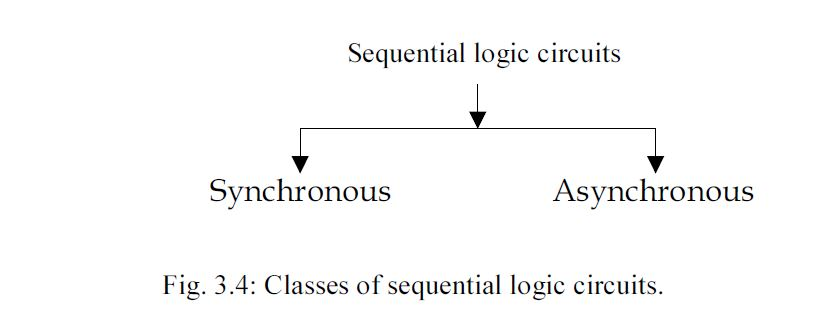 Sequential logic circuits
Synchronous Asynchronous
Fig. 3.4: Classes of sequential logic circuits.